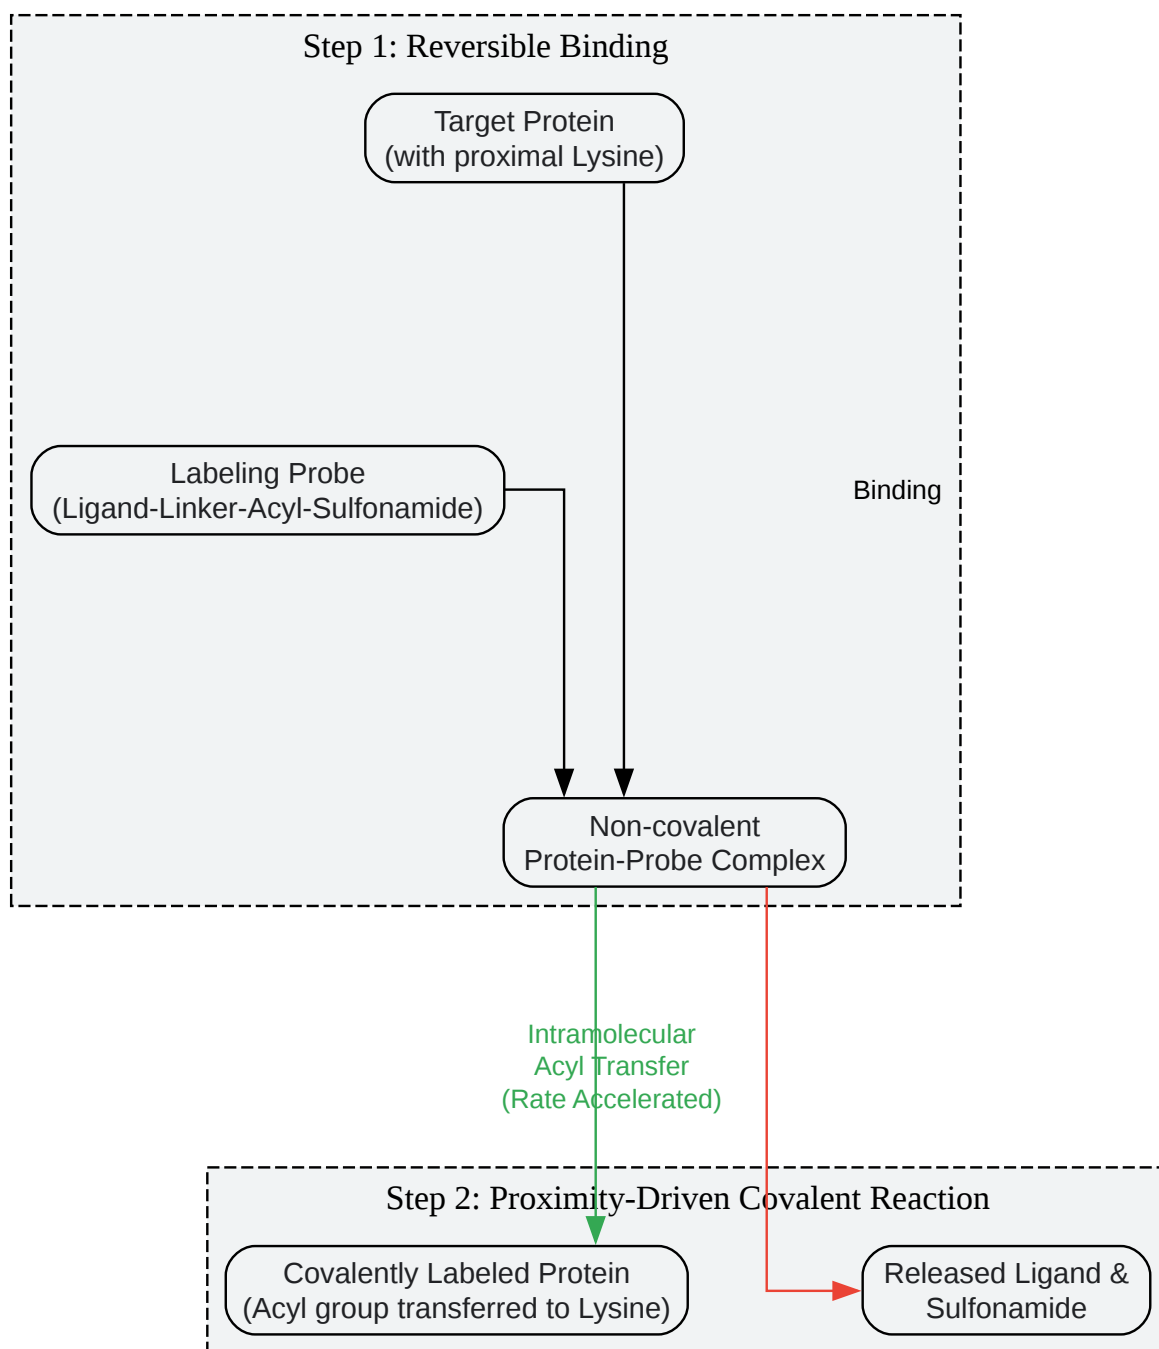 Step 1: Reversible Binding
Target Protein
(with proximal Lysine)
Labeling Probe
(Ligand-Linker-Acyl-Sulfonamide)
Binding
Non-covalent
Protein-Probe Complex
Intramolecular
Acyl Transfer
(Rate Accelerated)
Step 2: Proximity-Driven Covalent Reaction
Covalently Labeled Protein
(Acyl group transferred to Lysine)
Released Ligand &
Sulfonamide